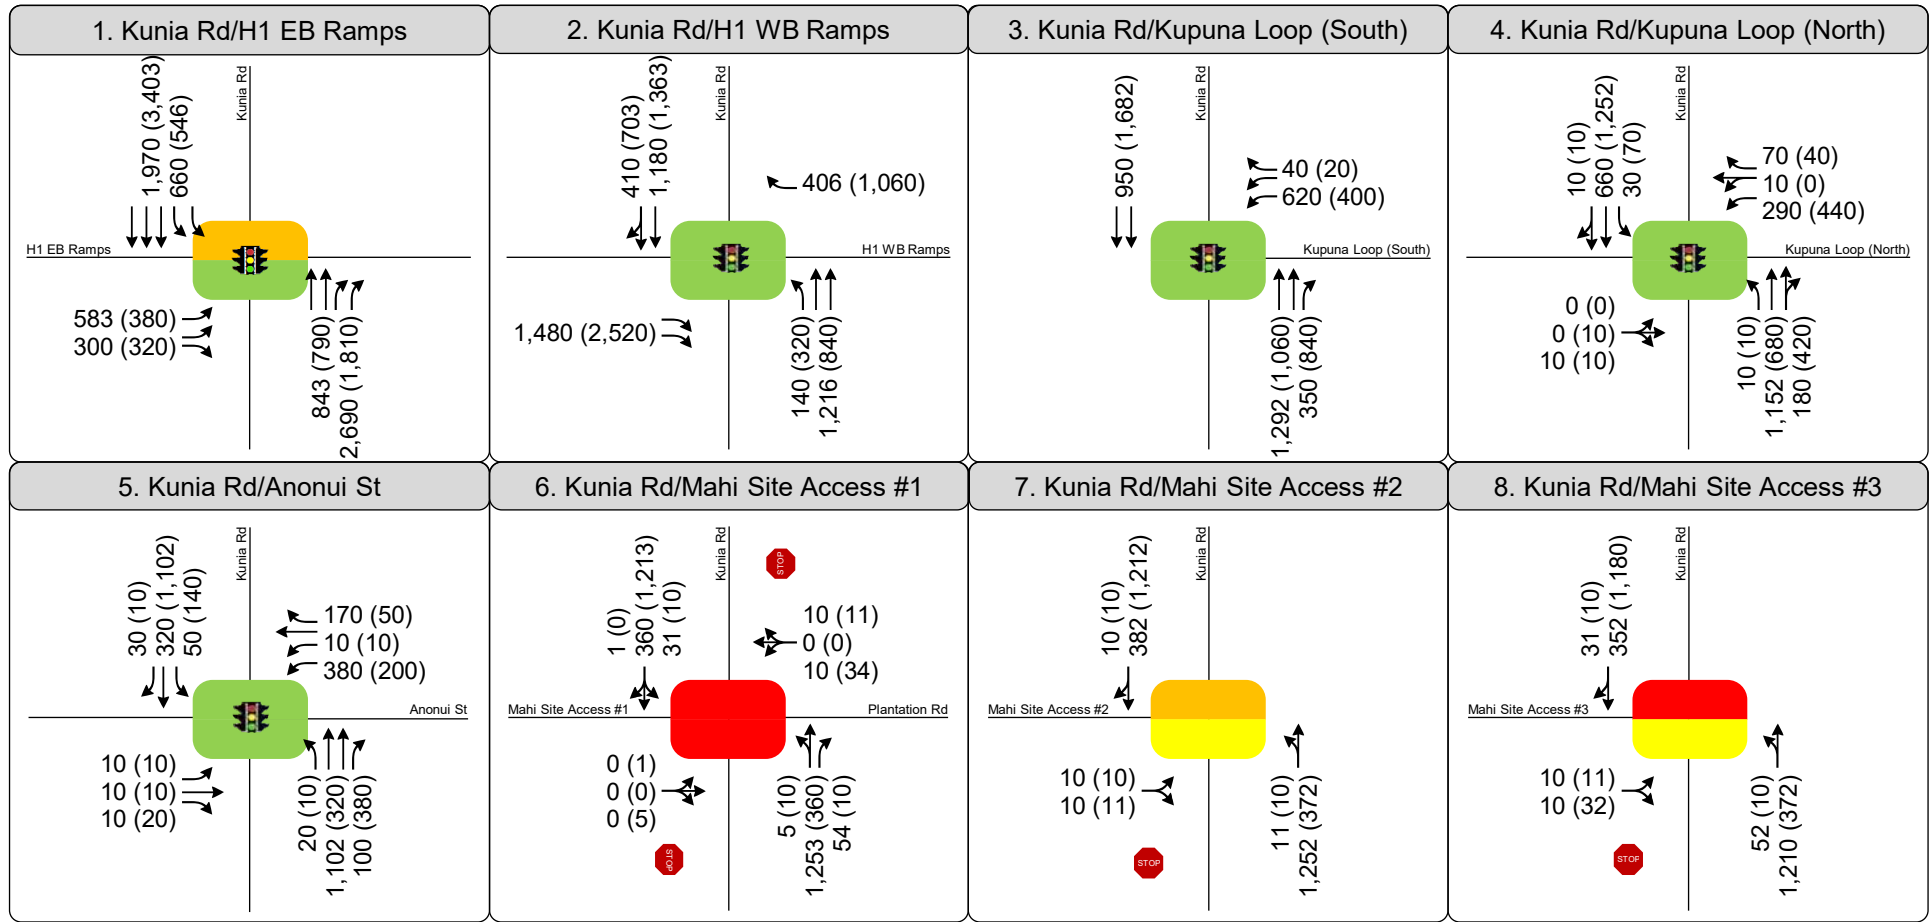 1. Kunia Rd/H1 EB Ramps
1,970 (3,403)
660 (546)
Kunia Rd
H1 EB Ramps
583 (380)
300 (320)
843 (790)
2,690 (1,810)
2. Kunia Rd/H1 WB Ramps
410 (703)
1,180 (1,363)
Kunia Rd
406 (1,060)
H1 WB Ramps
1,480 (2,520)
140 (320)
1,216 (840)
3. Kunia Rd/Kupuna Loop (South)
950 (1,682)
Kunia Rd
40 (20)
620 (400)
Kupuna Loop (South)
1,292 (1,060)
350 (840)
4. Kunia Rd/Kupuna Loop (North)
10 (10)
660 (1,252)
30 (70)
Kunia Rd
70 (40)
10 (0)
290 (440)
Kupuna Loop (North)
0 (0)
0 (10)
10 (10)
10 (10)
1,152 (680)
180 (420)
5. Kunia Rd/Anonui St
30 (10)
320 (1,102)
50 (140)
Kunia Rd
170 (50)
10 (10)
380 (200)
Anonui St
10 (10)
10 (10)
10 (20)
20 (10)
1,102 (320)
100 (380)
6. Kunia Rd/Mahi Site Access #1
1 (0)
360 (1,213)
31 (10)
Kunia Rd
STOP
10 (11)
0 (0)
10 (34)
Mahi Site Access #1
Plantation Rd
0 (1)
0 (0)
0 (5)
STOP
5 (10)
1,253 (360)
54 (10)
7. Kunia Rd/Mahi Site Access #2
10 (10)
382 (1,212)
Kunia Rd
Mahi Site Access #2
10 (10)
10 (11)
STOP
11 (10)
1,252 (372)
8. Kunia Rd/Mahi Site Access #3
31 (10)
352 (1,180)
Kunia Rd
Mahi Site Access #3
10 (11)
10 (32)
STOP
52 (10)
1,210 (372)